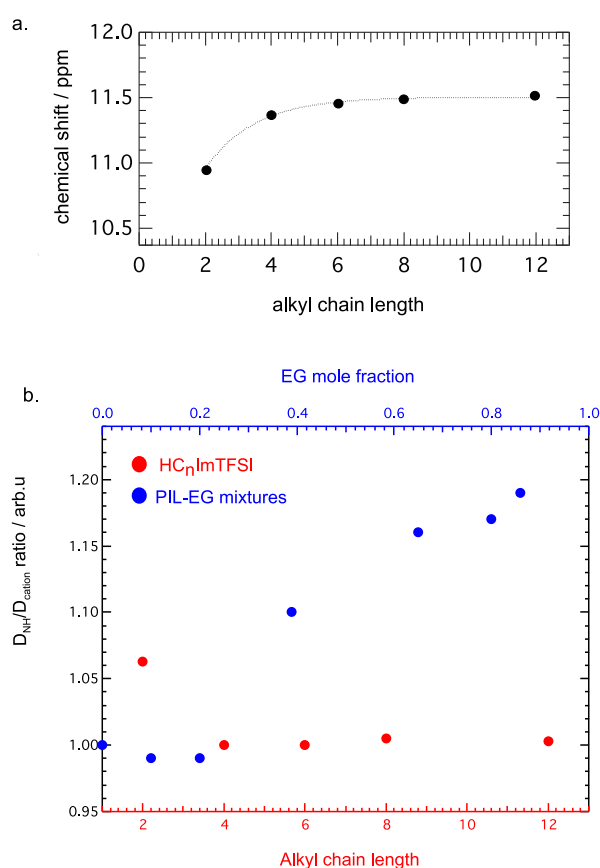 a.
12.0
11.5
11.0
10.5
chemical shift / ppm
0 2 4 6 8 10 12
alkyl chain length
b.
EG mole fraction
0.0 0.2 0.4 0.6 0.8 1.0
HCnImTFSI
PIL-EG mixtures
1.20
1.15
1.10
1.05
1.00
0.95
DNH/Dcation ratio / arb.u
2 4 6 8 10 12
Alkyl chain length